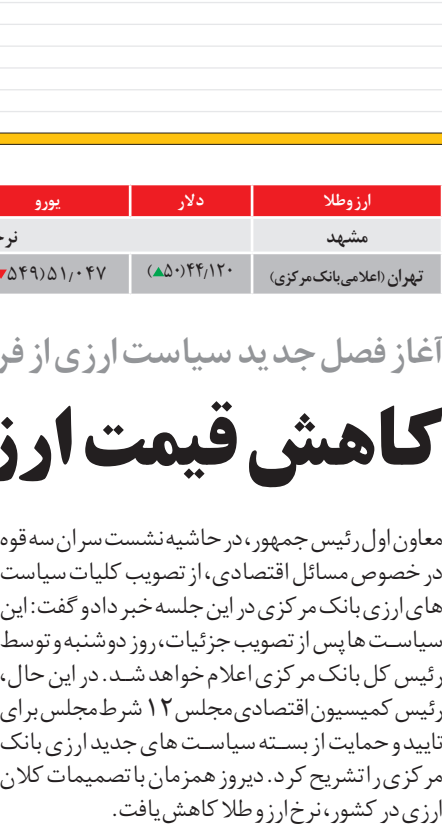 ارز وطلا دلار یورو
مشهد
تهران (اعلامی بانک مرکزی) ۴۴/۱۲۰(۵۰▲) ۵۱/۰۴۷(۵۴۹▼
آغاز فصل جدید سیاست ارزی از
کاهش قیمت ارز
معاون اول رئیس جمهور، در حاشیه نشست سران سه قوه
در خصوص مسائل اقتصادی، از تصویب کلیات سیاست
های ارزی بانک مرکزی در این جلسه خبر داد و گفت: این
سیاست ها پس از تصویب جزئیات، روز دوشنبه و توسط
رئیس کل بانک مرکزی اعلام خواهد شد. در این حال،
رئیس کمیسیون اقتصادی مجلس ۱۲ شرط مجلس برای
تایید و حمایت از بسته سیاست های جدید ارزی بانک
مرکزی را تشریح کرد. دیروز همزمان با تصمیمات کلان
ارزی در کشور، نرخ ارز و طلا کاهش یافت.